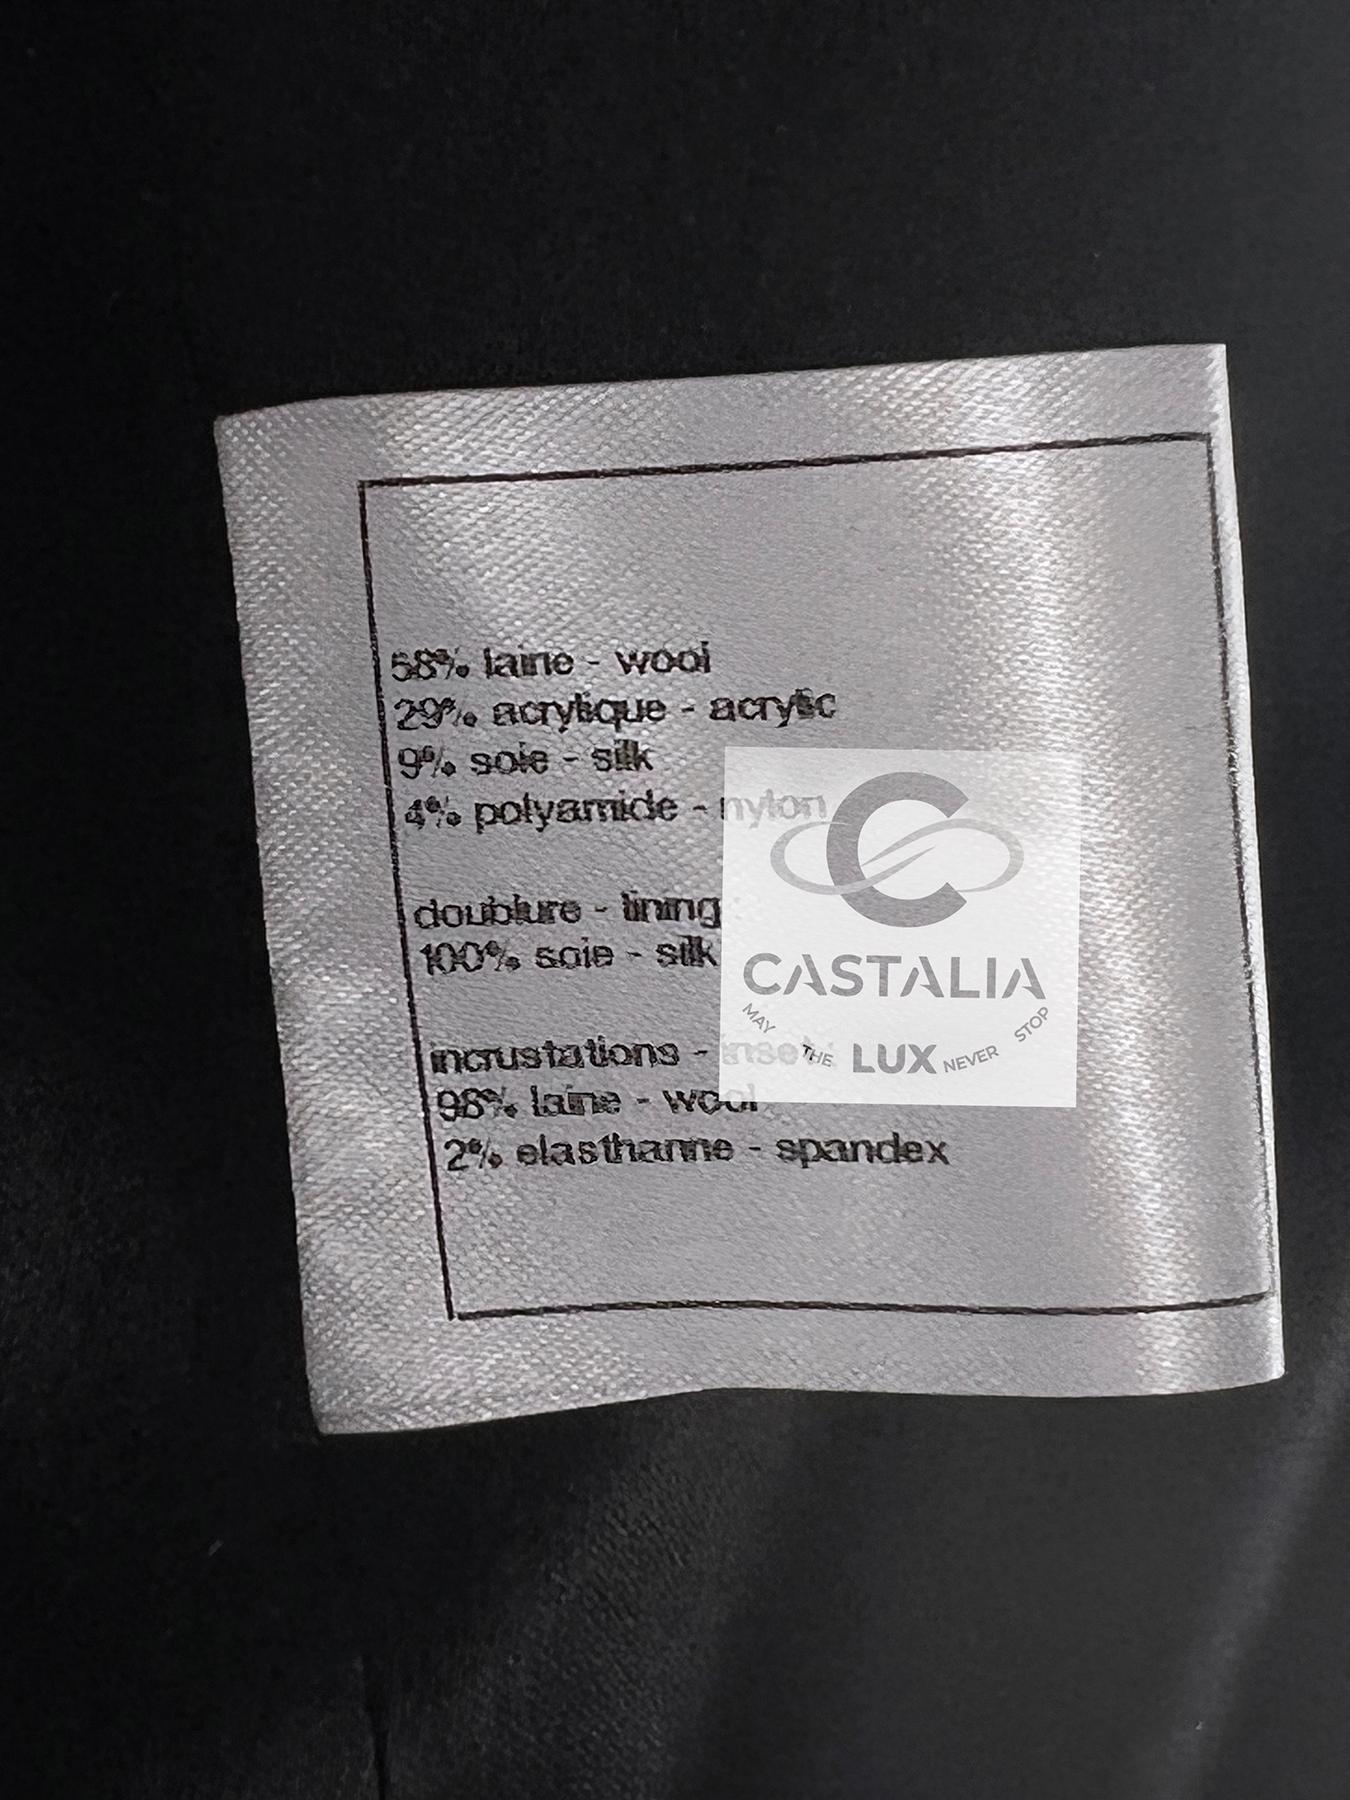 58% laine - wool
29% acrylique - acrylic
9% soie - silk
4% polyamide - nylon
doublure - lining
100% soie - silk
incrustations - insets
98% laine - wool
2% elasthanne - spandex
C
CASTALIA
MAY THE LUX NEVER STOP